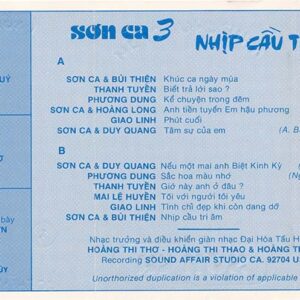 sơn ca 3
NHỊP CẦU T
UÝ
A
SƠN CA & BÙI THIỆN Khúc ca ngày mùa
THANH TUYỀN Biết trả lời sao ?
PHƯƠNG DUNG Kể chuyện trong đêm
SƠN CA & HOÀNG LONG Anh tiền tuyến Em hậu phương
GIAO LINH Phút cuối
SƠN CA & DUY QUANG Tâm sự của em (A. B
B
SƠN CA & DUY QUANG Nếu một mai anh Biệt Kinh Kỳ
PHƯƠNG DUNG Sắc hoa màu nhớ (N
THANH TUYỀN Giờ này anh ở đâu ?
MAI LỆ HUYỀN Tôi với người tôi yêu
GIAO LINH Tình chỉ đẹp khi còn dang dở
SƠN CA & BÙI THIỆN Nhịp cầu tri âm
bày
Nhạc trưởng và điều khiển giàn nhạc Đại Hòa Tấu H
HOÀNG THI THƠ - HOÀNG THI THAO & HOÀNG T
Recording SOUND AFFAIR STUDIO CA. 92704 U
Unorthorized duplication is a violation of applicable